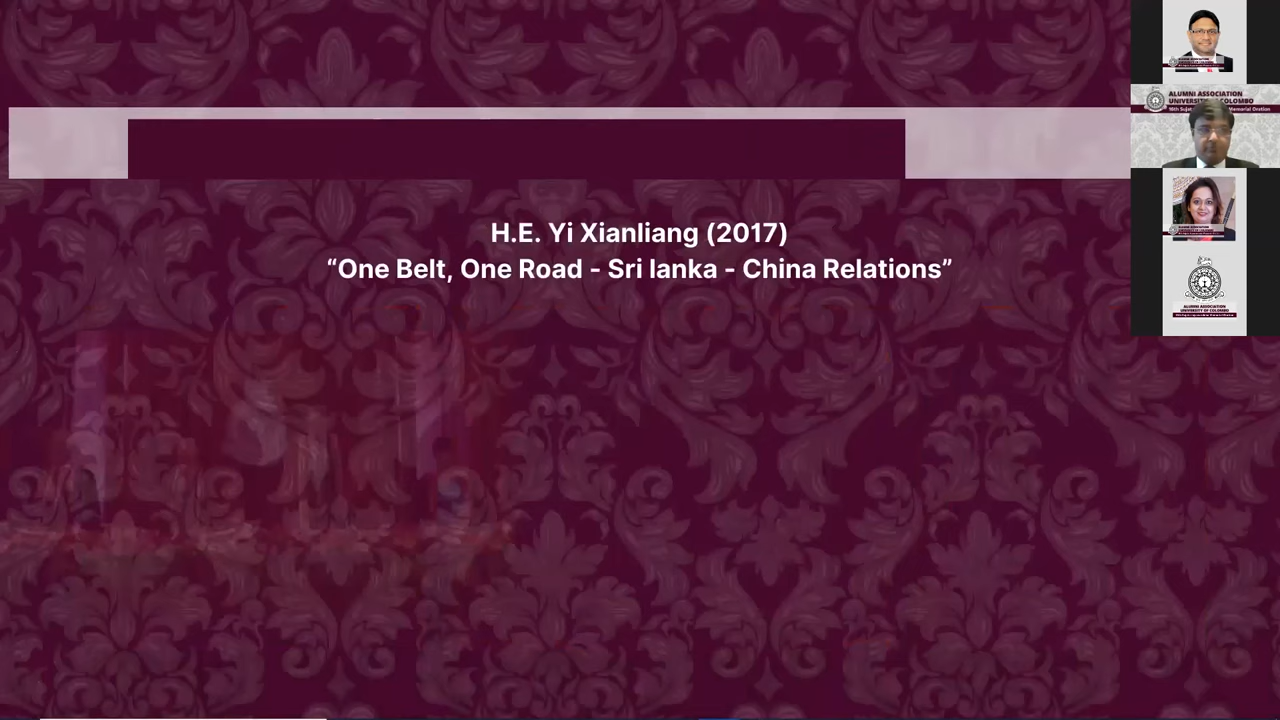 H.E. Yi Xianliang (2017)
“One Belt, One Road - Sri lanka - China Relations”
ALUMNI ASSOCIATION
UNIVERSITY OF COLOMBO
Memorial Oration
ALUMNI ASSOCIATION
UNIVERSITY OF COLOMBO